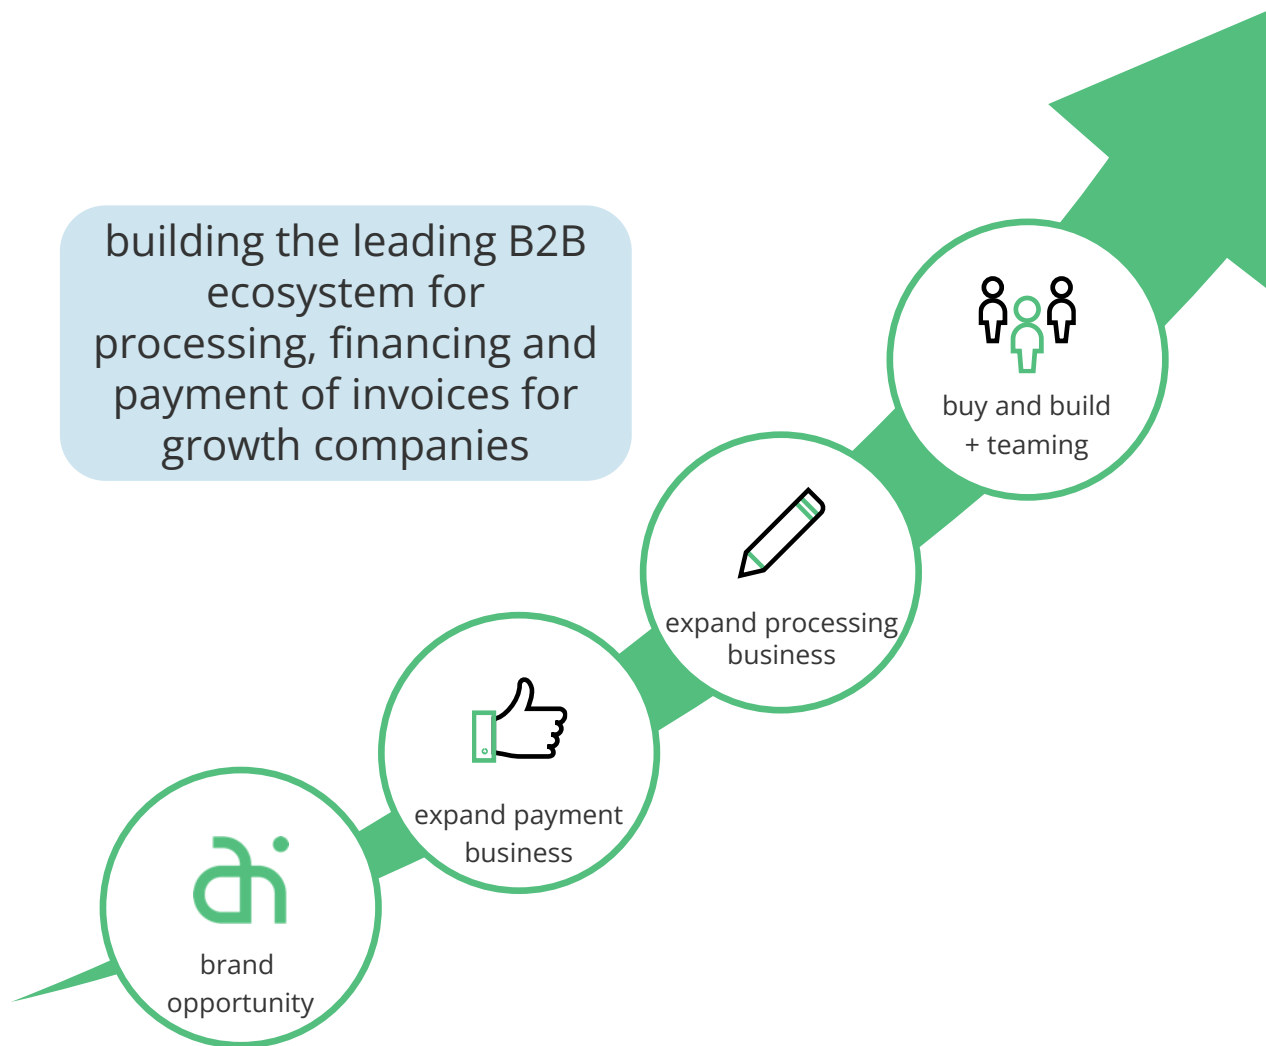 building the leading B2B
ecosystem for
processing, financing and
payment of invoices for
growth companies
buy and build
+ teaming
expand processing
business
expand payment
business
brand
opportunity